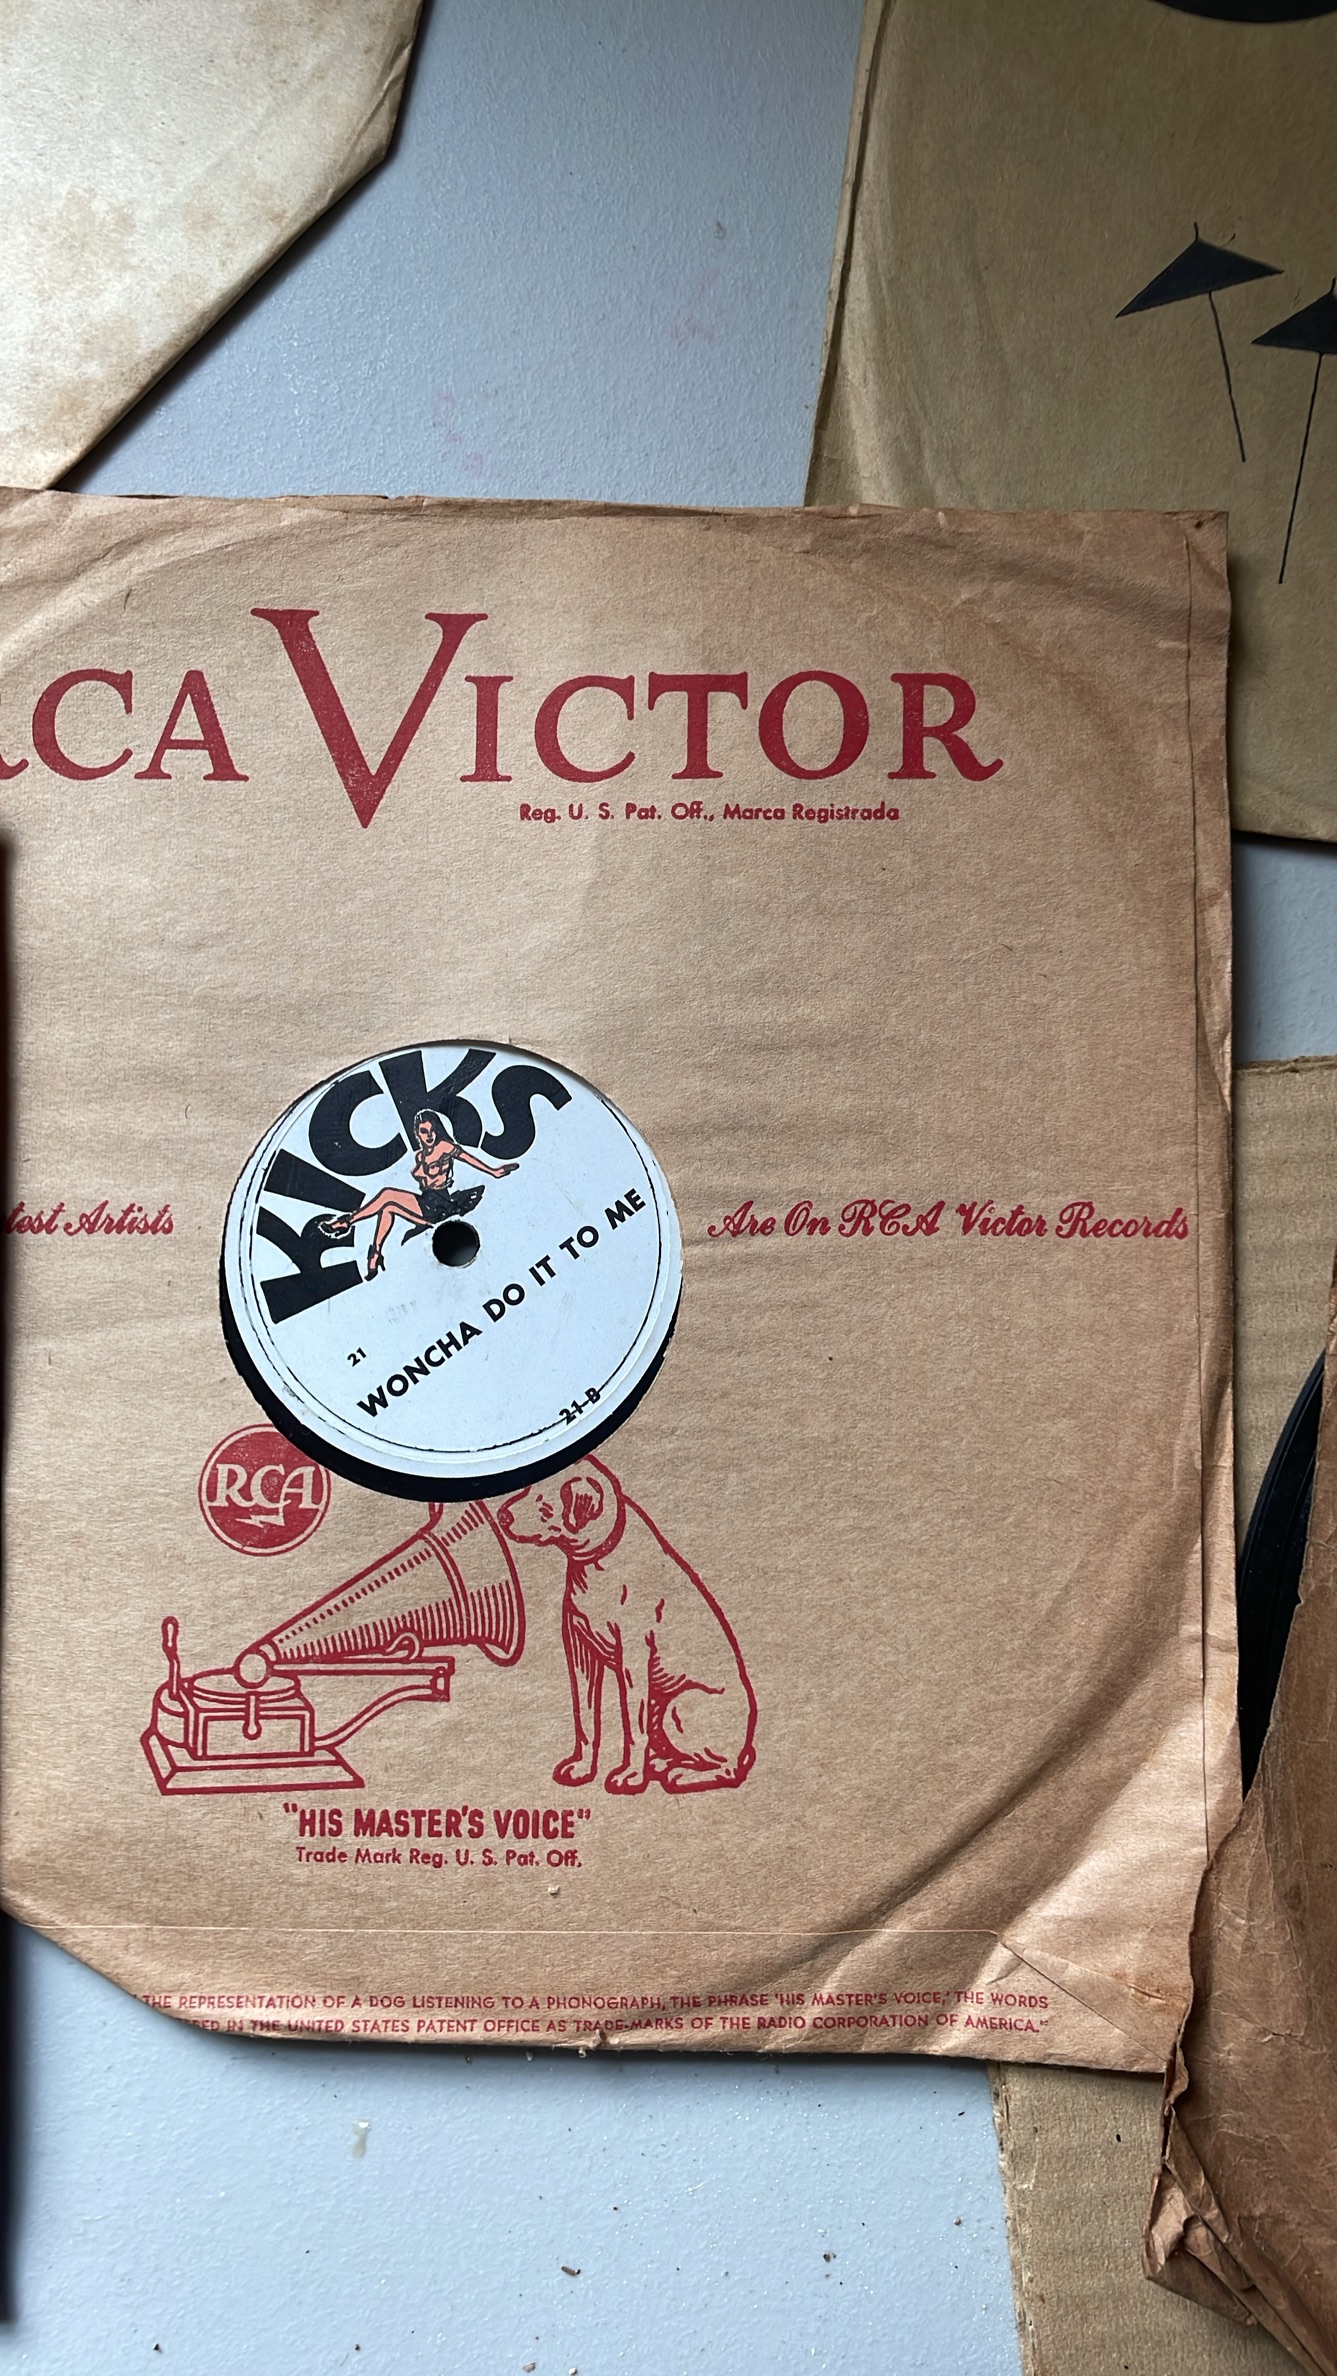 RCA VICTOR
Reg. U. S. Pat. Off., Marca Registrada
KICKS
test Artists
Are On RCA Victor Records
21
WONCHA DO IT TO ME
21-B
RCA
"HIS MASTER'S VOICE"
Trade Mark Reg. U. S. Pat. Off.
THE REPRESENTATION OF A DOG LISTENING TO A PHONOGRAPH, THE PHRASE 'HIS MASTER'S VOICE,' THE WORDS
IN THE UNITED STATES PATENT OFFICE AS TRADE-MARKS OF THE RADIO CORPORATION OF AMERICA."